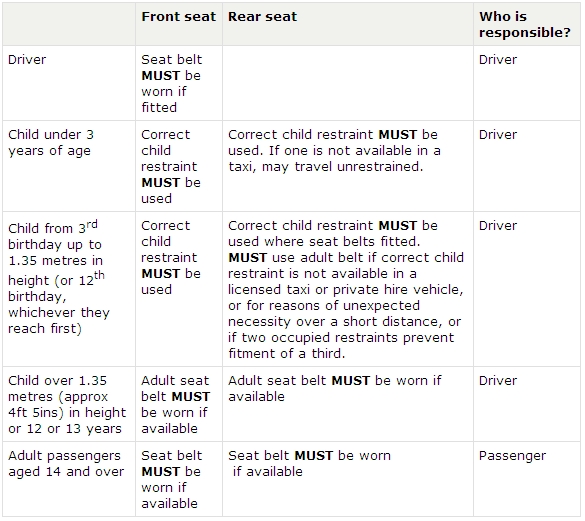 Front seat Rear seat Who is
responsible?
Driver
Seat belt
MUST be
worn if
fitted
Driver
Child under 3
years of age
Correct
child
restraint
MUST be
used
Correct child restraint MUST be
used. If one is not available in a
taxi, may travel unrestrained.
Driver
Child from 3rd
birthday up to
1.35 metres in
height (or 12th
birthday,
whichever they
reach first)
Correct
child
restraint
MUST be
used
Correct child restraint MUST be
used where seat belts fitted.
MUST use adult belt if correct child
restraint is not available in a
licensed taxi or private hire vehicle,
or for reasons of unexpected
necessity over a short distance, or
if two occupied restraints prevent
fitment of a third.
Driver
Child over 1.35
metres (approx
4ft 5ins) in height
or 12 or 13 years
Adult seat
belt MUST
be worn if
available
Adult seat belt MUST be worn if
available
Driver
Adult passengers
aged 14 and over
Seat belt
MUST be
worn if
available
Seat belt MUST be worn
if available
Passenger